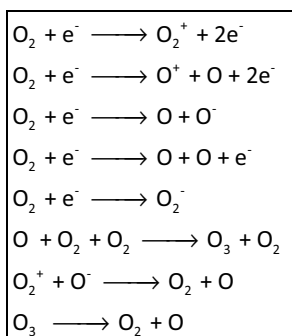 O₂ + e⁻ ⟶ O₂⁺ + 2e⁻
O₂ + e⁻ ⟶ O⁺ + O + 2e⁻
O₂ + e⁻ ⟶ O + O⁻
O₂ + e⁻ ⟶ O + O + e⁻
O₂ + e⁻ ⟶ O₂⁻
O + O₂ + O₂ ⟶ O₃ + O₂
O₂⁺ + O⁻ ⟶ O₂ + O
O₃ ⟶ O₂ + O